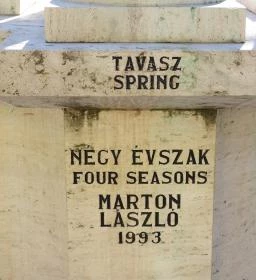 TAVASZ
SPRING
NÉGY ÉVSZAK
FOUR SEASONS
MARTON
LÁSZLÓ
1993